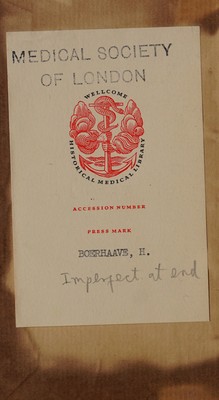 MEDICAL SOCIETY
OF LONDON
WELLCOME
HISTORICAL MEDICAL LIBRARY
ACCESSION NUMBER
PRESS MARK
BOERHAAVE, H.
Imperfect at end